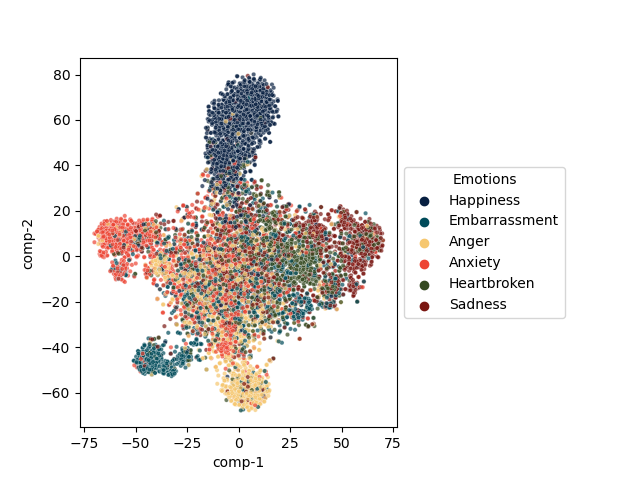 80
60
40
20
0
−20
−40
−60
comp-2
−75 −50 −25 0 25 50 75
comp-1
Emotions
Happiness
Embarrassment
Anger
Anxiety
Heartbroken
Sadness